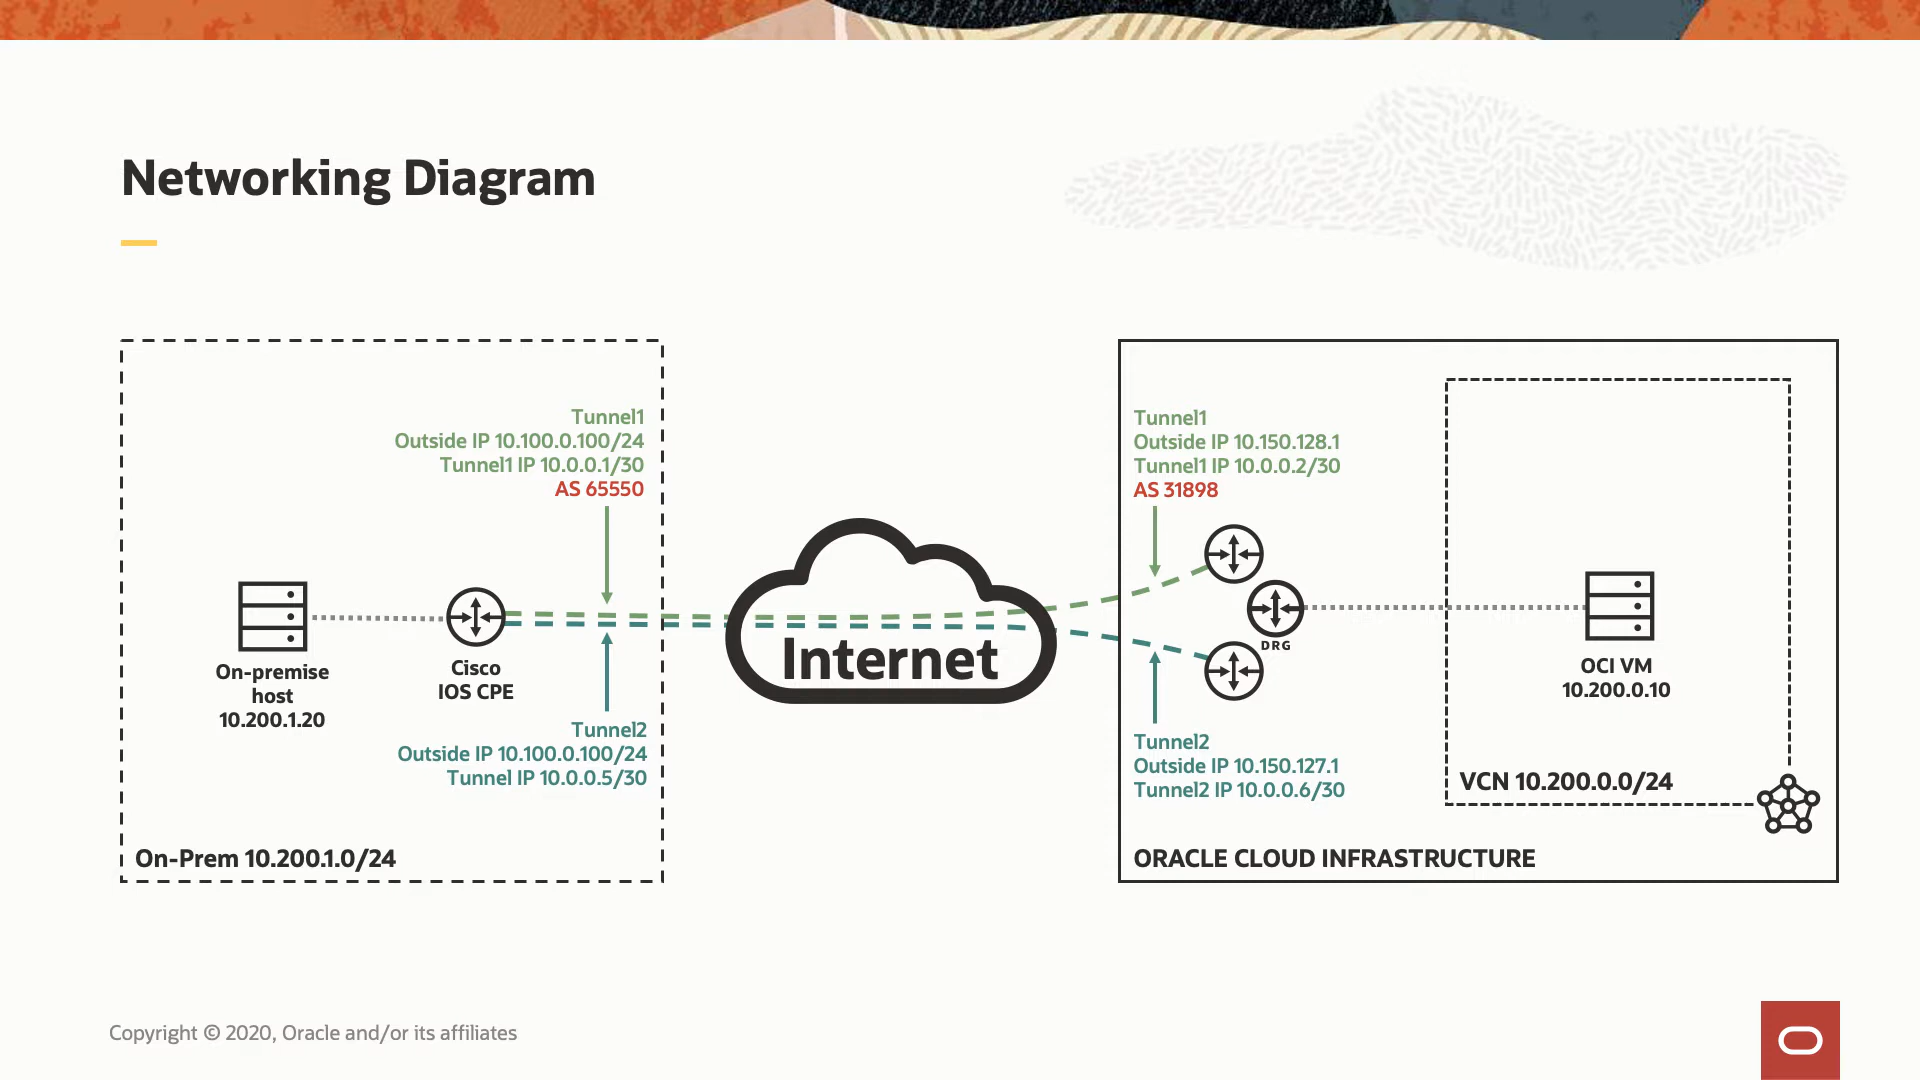 Networking Diagram
Tunnel1
Outside IP 10.100.0.100/24
Tunnel1 IP 10.0.0.1/30
AS 65550
On-premise
host
10.200.1.20
Cisco
IOS CPE
Tunnel2
Outside IP 10.100.0.100/24
Tunnel IP 10.0.0.5/30
On-Prem 10.200.1.0/24
Internet
Tunnel1
Outside IP 10.150.128.1
Tunnel1 IP 10.0.0.2/30
AS 31898
DRG
Tunnel2
Outside IP 10.150.127.1
Tunnel2 IP 10.0.0.6/30
OCI VM
10.200.0.10
VCN 10.200.0.0/24
ORACLE CLOUD INFRASTRUCTURE
Copyright © 2020, Oracle and/or its affiliates